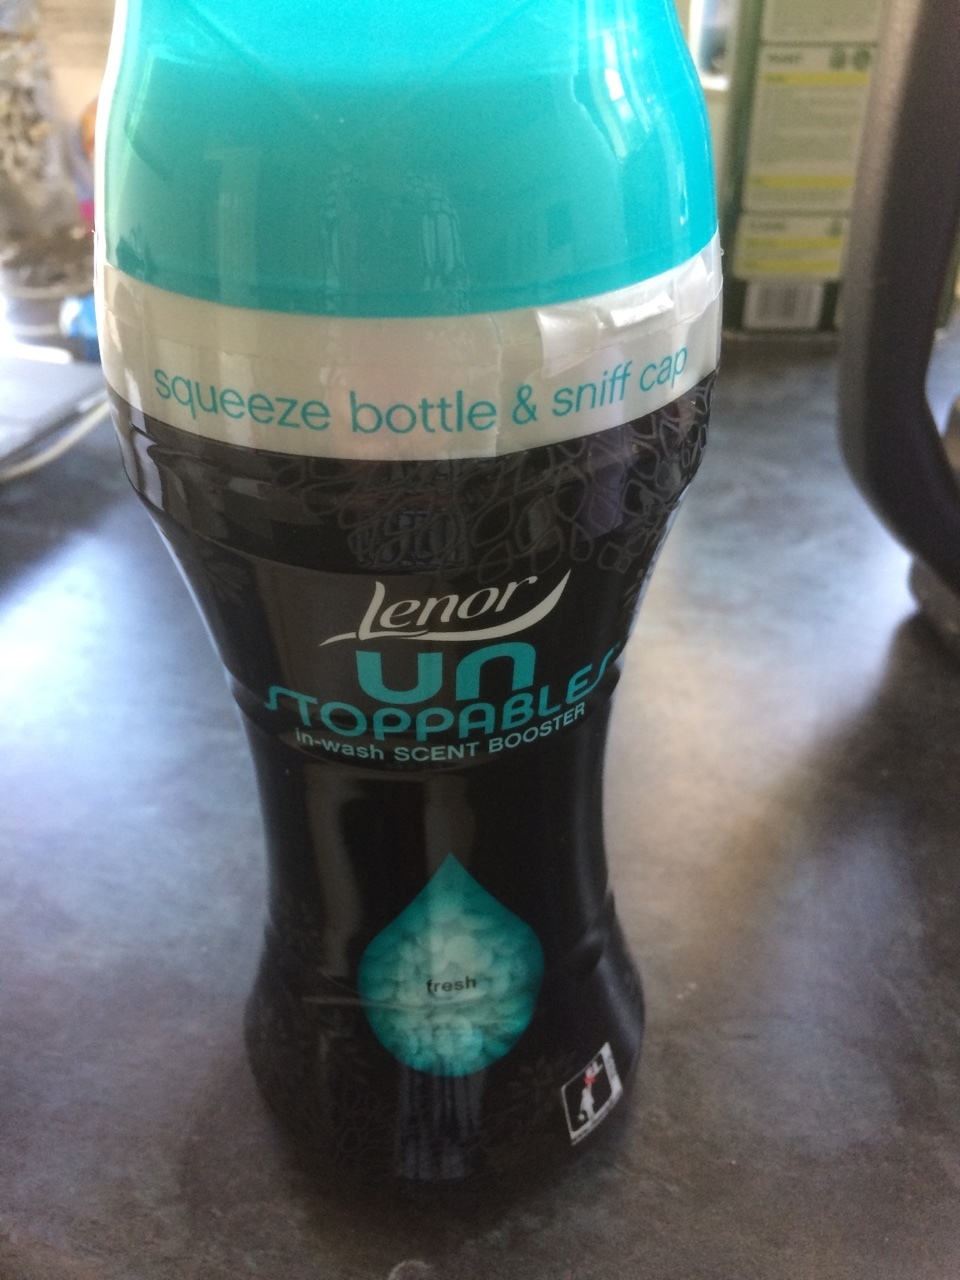 squeeze bottle & sniff cap
Lenor
un
STOPPABLES
in-wash SCENT BOOSTER
fresh